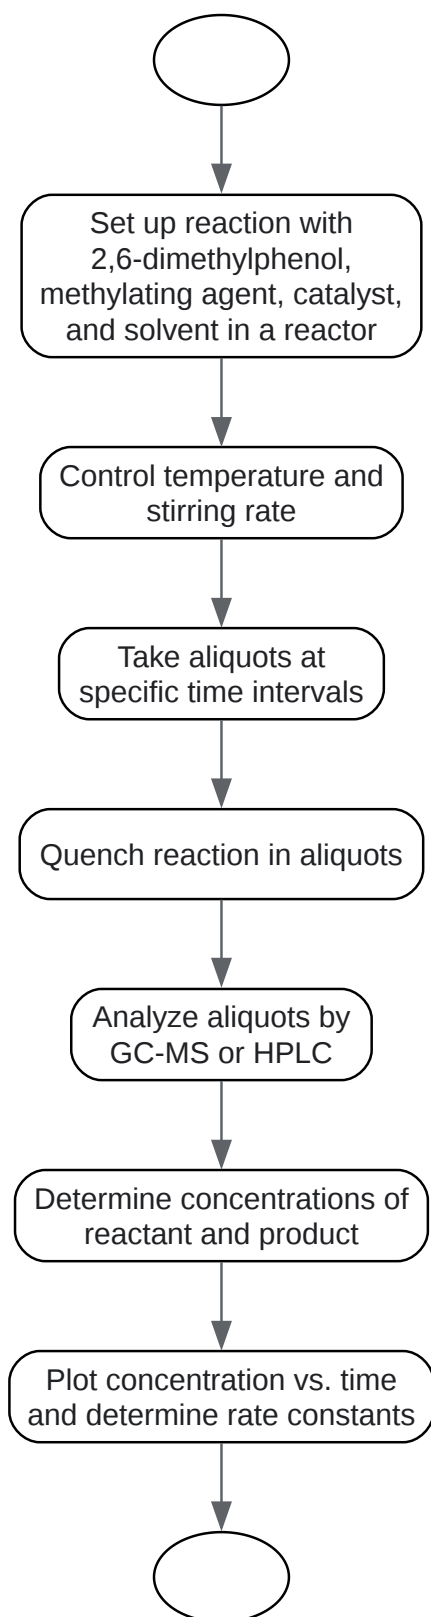 Set up reaction with
2,6-dimethylphenol,
methylating agent, catalyst,
and solvent in a reactor
Control temperature and
stirring rate
Take aliquots at
specific time intervals
Quench reaction in aliquots
Analyze aliquots by
GC-MS or HPLC
Determine concentrations of
reactant and product
Plot concentration vs. time
and determine rate constants